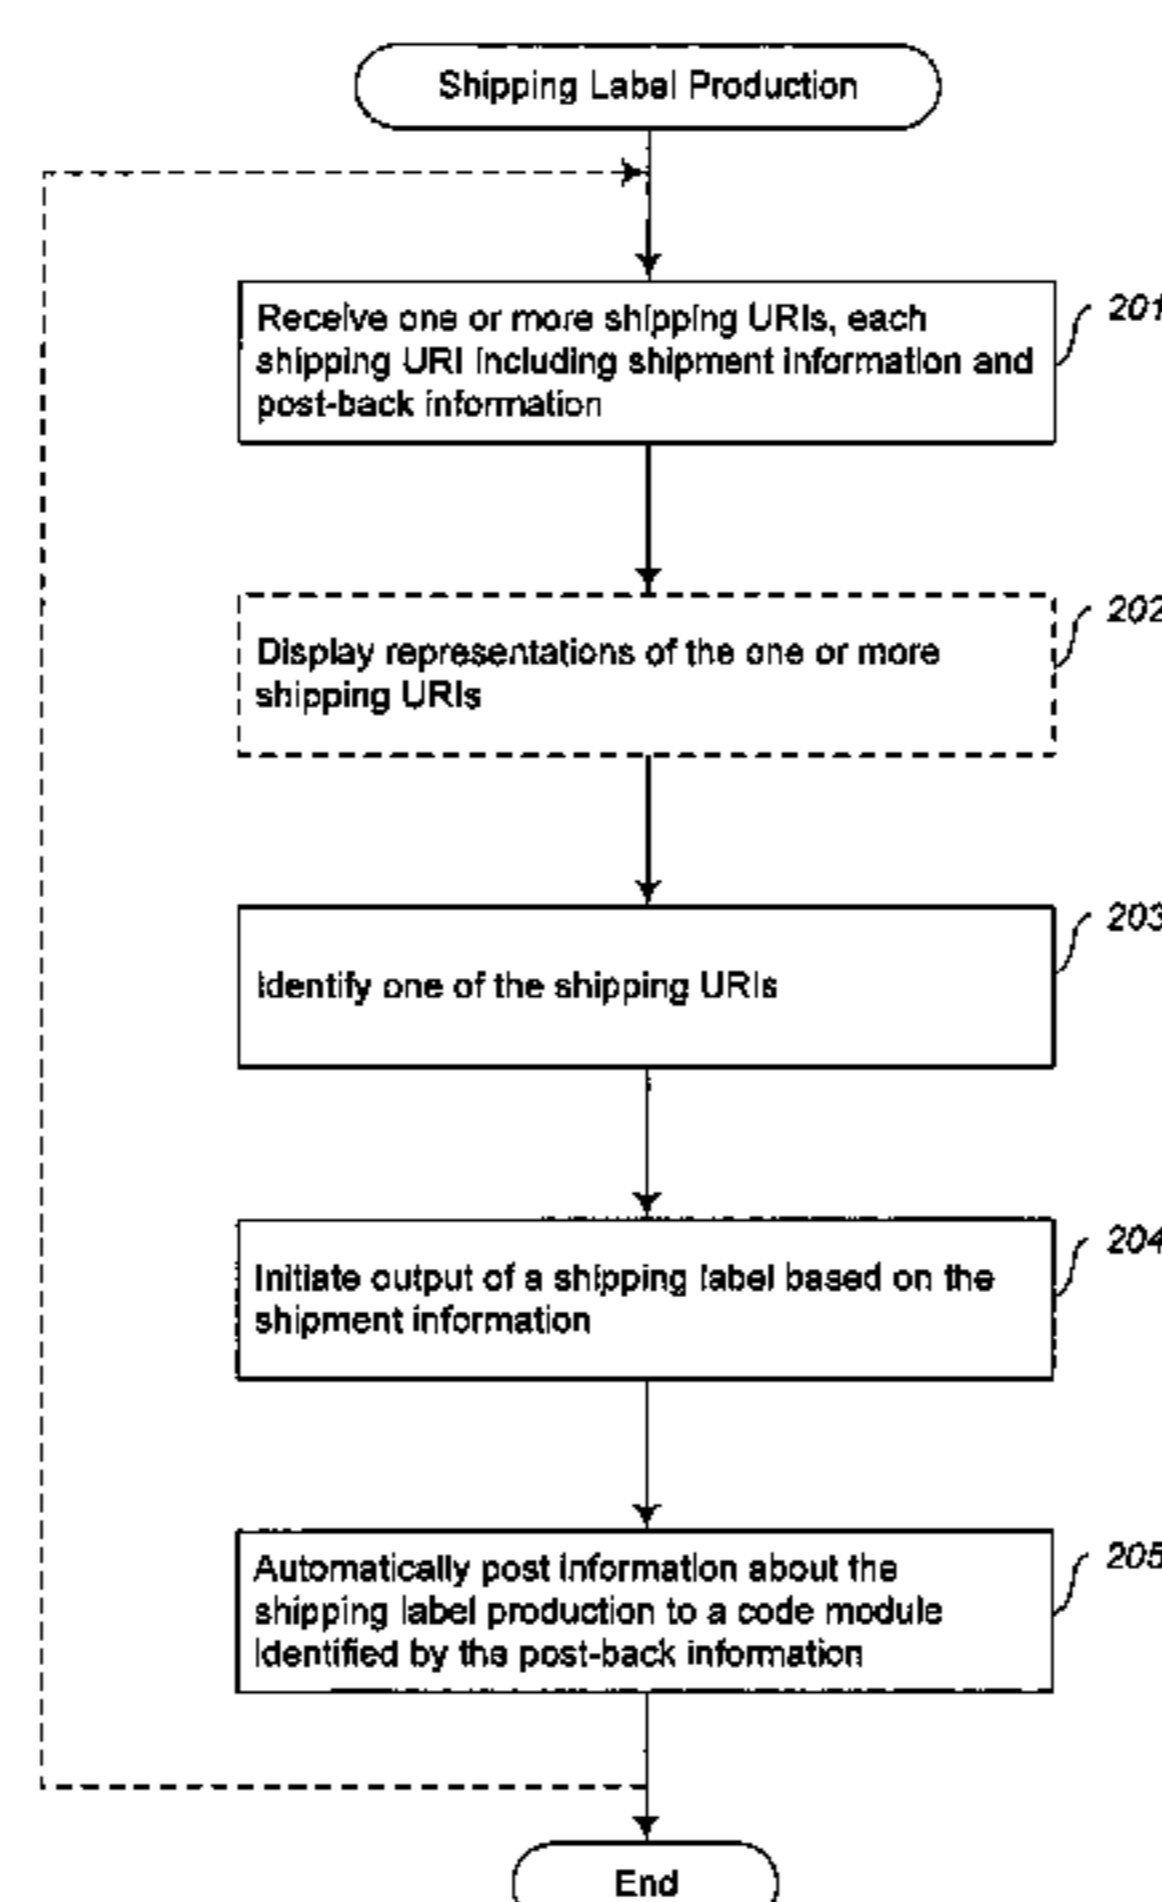 Shipping Label Production
Receive one or more shipping URIs, each
shipping URI including shipment information and
post-back information
201
Display representations of the one or more
shipping URIs
202
Identify one of the shipping URIs
203
Initiate output of a shipping label based on the
shipment information
204
Automatically post information about the
shipping label production to a code module
identified by the post-back information
205
End